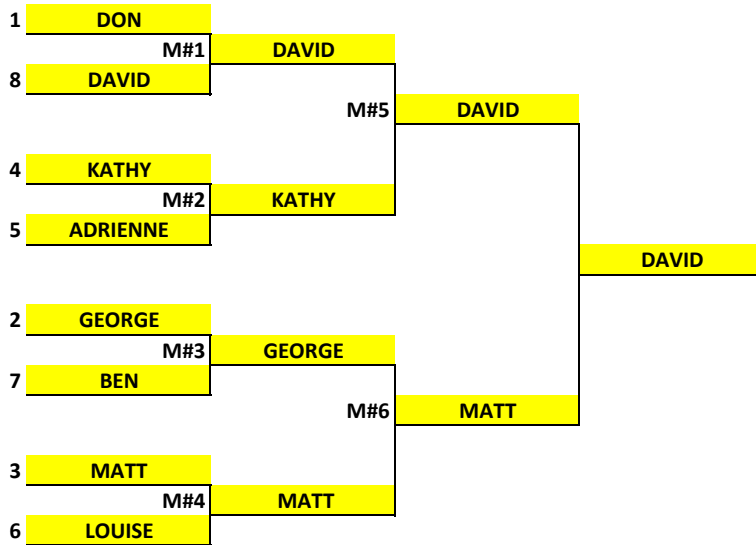 1 DON
M#1 DAVID
8 DAVID
M#5 DAVID
4 KATHY
M#2 KATHY
5 ADRIENNE
DAVID
2 GEORGE
M#3 GEORGE
7 BEN
M#6 MATT
3 MATT
M#4 MATT
6 LOUISE